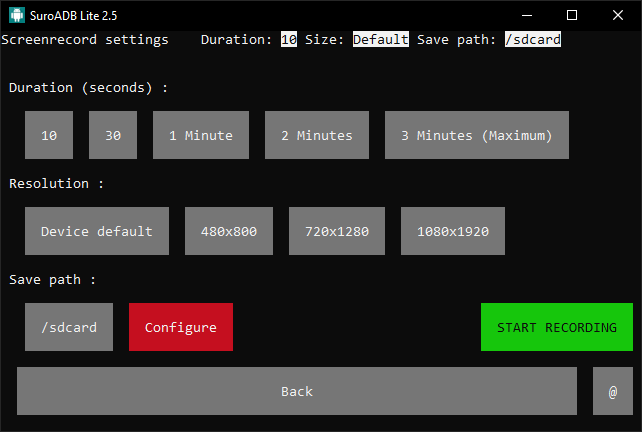 SuroADB Lite 2.5
Screenrecord settings Duration: 10 Size: Default Save path: /sdcard
Duration (seconds) :
10 30 1 Minute 2 Minutes 3 Minutes (Maximum)
Resolution :
Device default 480x800 720x1280 1080x1920
Save path :
/sdcard Configure START RECORDING
Back @